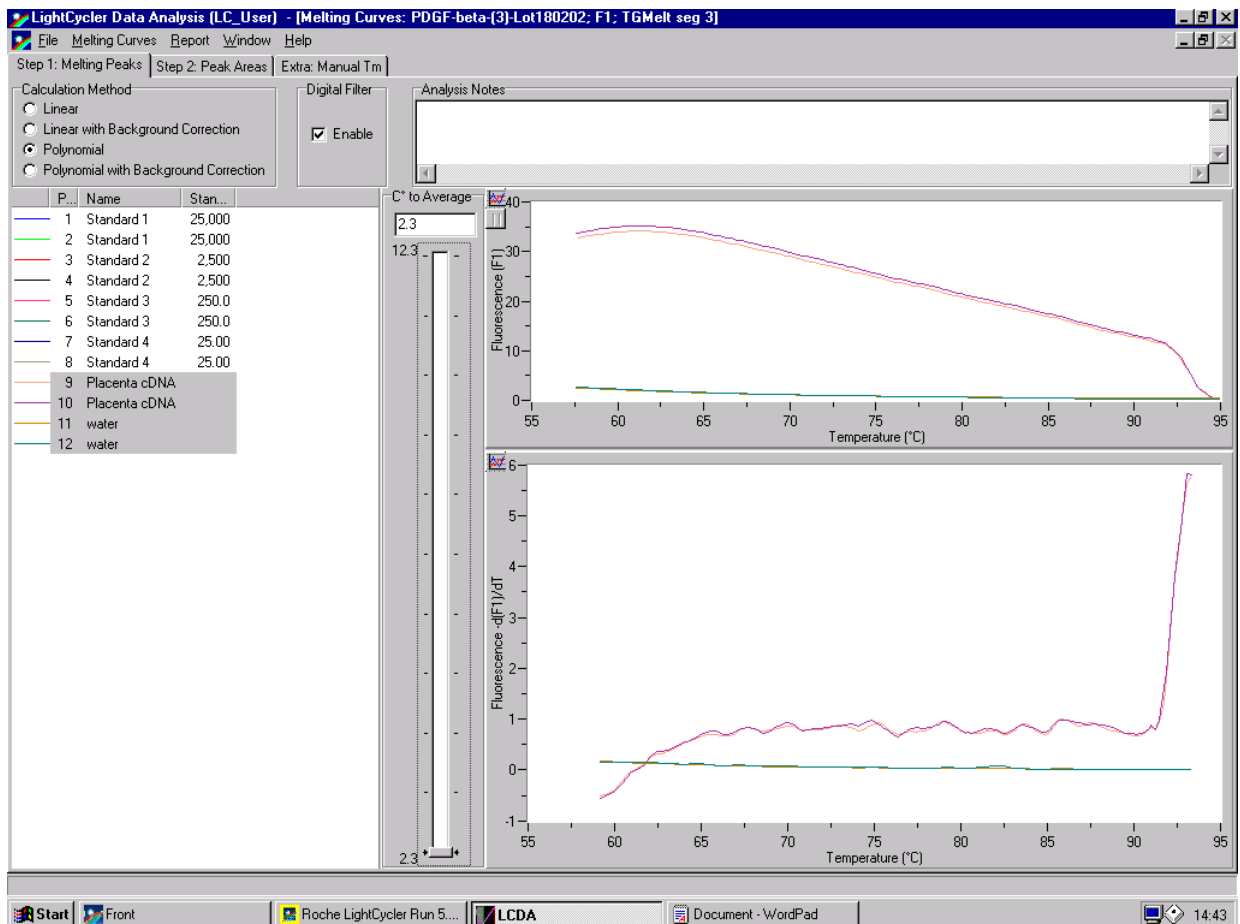 LightCycler Data Analysis (LC_User) - [Melting Curves: PDGF-beta-(3)-Lot180202; F1; TGMelt seg 3]
File Melting Curves Report Window Help
Step 1: Melting Peaks Step 2: Peak Areas Extra: Manual Tm
Calculation Method
Linear
Linear with Background Correction
Polynomial
Polynomial with Background Correction
Digital Filter
Enable
Analysis Notes
P... Name Stan...
1 Standard 1 25,000
2 Standard 1 25,000
3 Standard 2 2,500
4 Standard 2 2,500
5 Standard 3 250.0
6 Standard 3 250.0
7 Standard 4 25.00
8 Standard 4 25.00
9 Placenta cDNA
10 Placenta cDNA
11 water
12 water
C° to Average
2.3
12.3
2.3
40
30
20
10
0
Fluorescence (F1)
55 60 65 70 75 80 85 90 95
Temperature (°C)
6
5
4
3
2
1
0
-1
Fluorescence -d(F1)/dT
55 60 65 70 75 80 85 90 95
Temperature (°C)
Start Front Roche LightCycler Run 5.... LCDA Document - WordPad 14:43